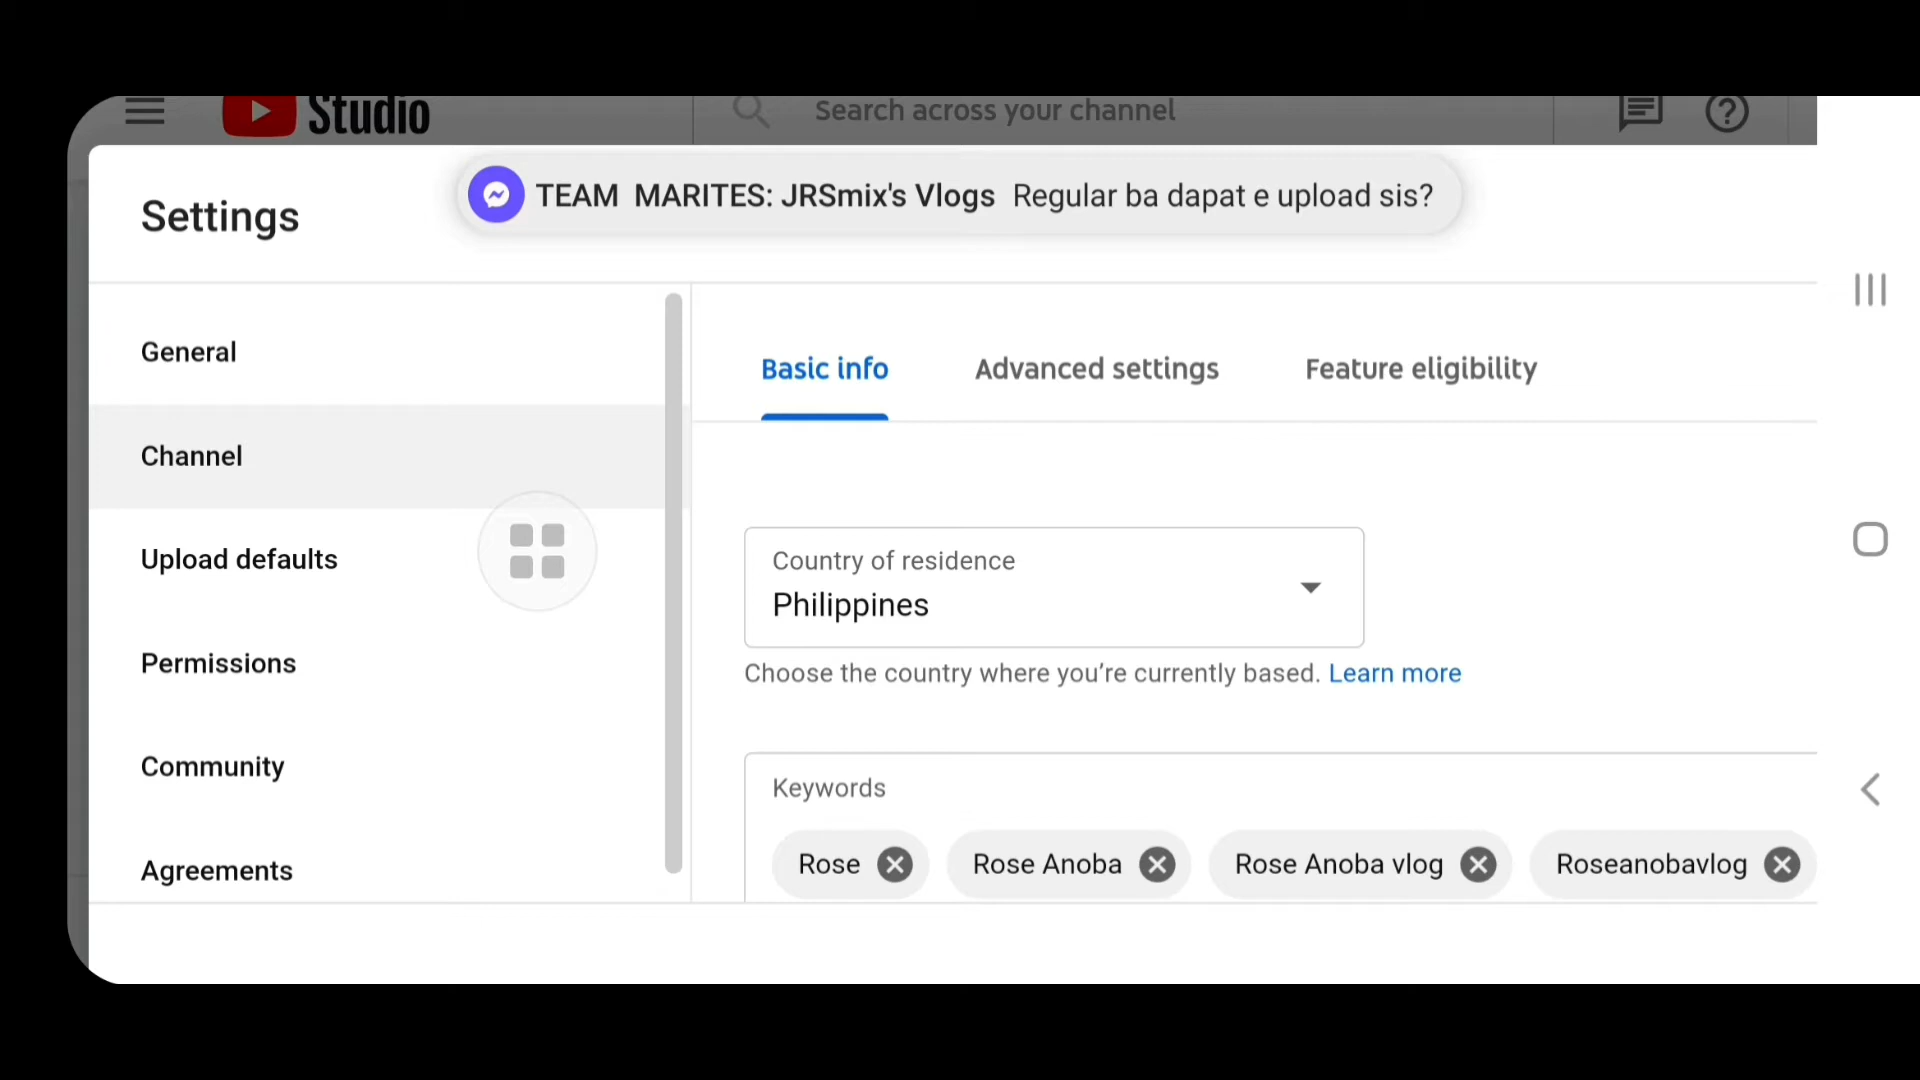 Studio
Search across your channel
TEAM MARITES: JRSmix's Vlogs Regular ba dapat e upload sis?
Settings
General
Channel
Upload defaults
Permissions
Community
Agreements
Basic info
Advanced settings
Feature eligibility
Country of residence
Philippines
Choose the country where you’re currently based. Learn more
Keywords
Rose
Rose Anoba
Rose Anoba vlog
Roseanobavlog